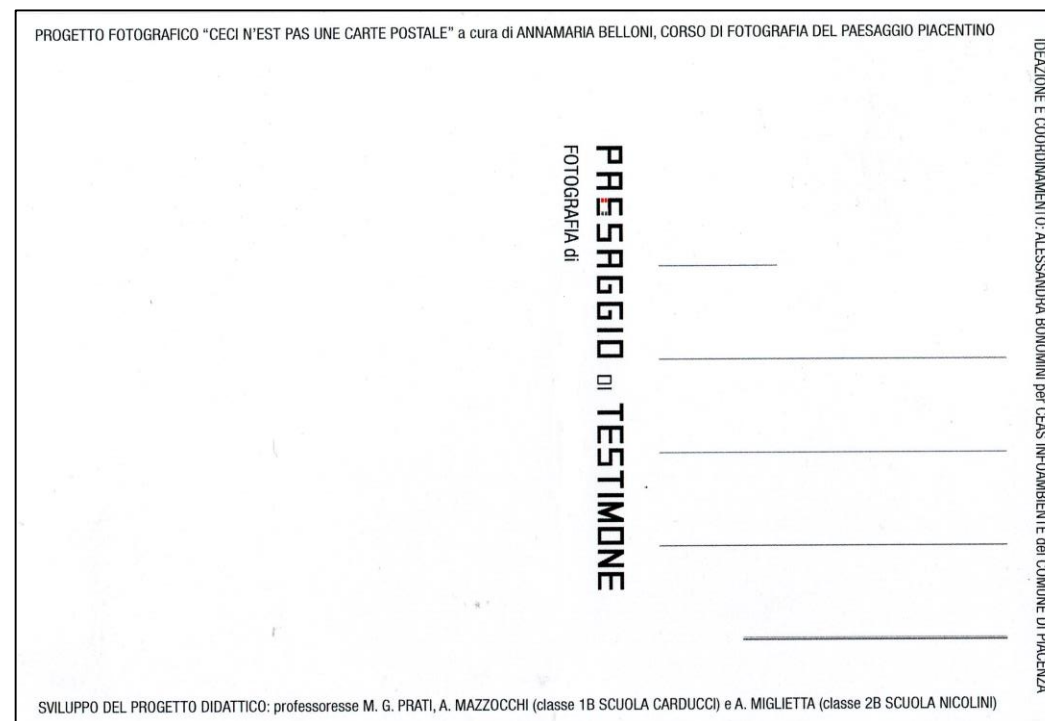 PROGETTO FOTOGRAFICO “CECI N’EST PAS UNE CARTE POSTALE” a cura di ANNAMARIA BELLONI, CORSO DI FOTOGRAFIA DEL PAESAGGIO PIACENTINO
PASSAGGIO DI TESTIMONE
FOTOGRAFIA di
IDEAZIONE E COORDINAMENTO: ALESSANDRA BONOMINI per CEAS INFOAMBIENTE del COMUNE DI PIACENZA
SVILUPPO DEL PROGETTO DIDATTICO: professoresse M. G. PRATI, A. MAZZOCCHI (classe 1B SCUOLA CARDUCCI) e A. MIGLIETTA (classe 2B SCUOLA NICOLINI)